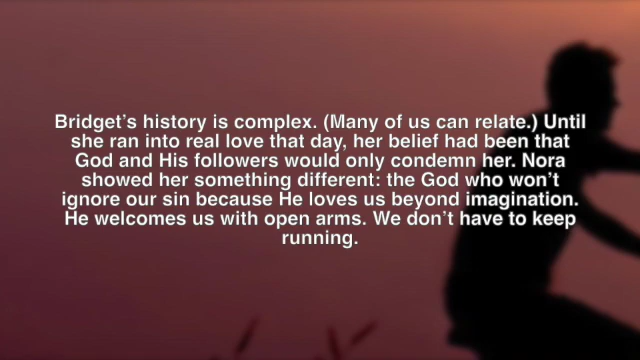 Bridget's history is complex. (Many of us can relate.) Until
she ran into real love that day, her belief had been that
God and His followers would only condemn her. Nora
showed her something different: the God who won't
ignore our sin because He loves us beyond imagination.
He welcomes us with open arms. We don't have to keep
running.